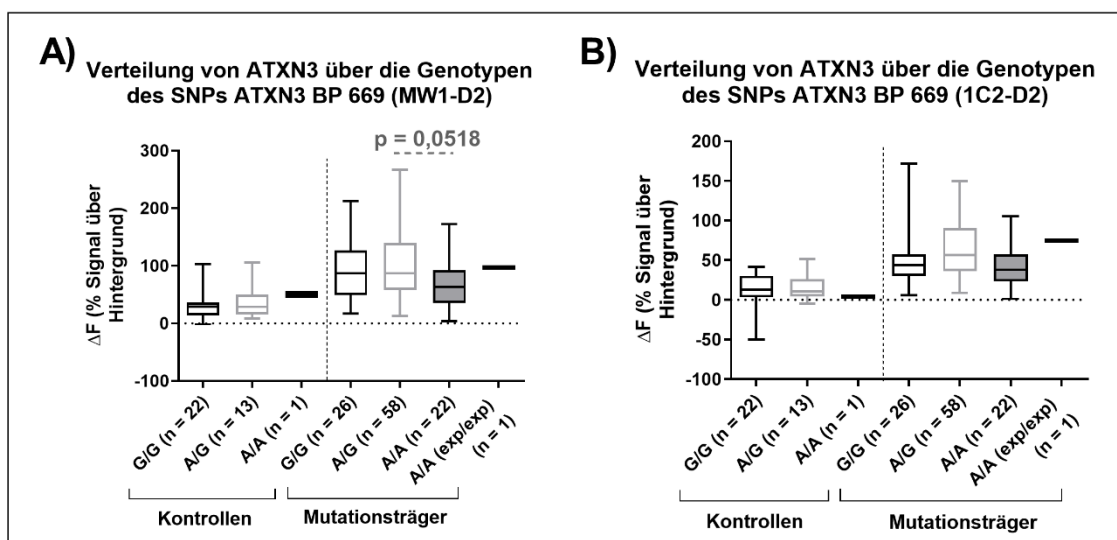 A)
Verteilung von ATXN3 über die Genotypen
des SNPs ATXN3 BP 669 (MW1-D2)
p = 0,0518
ΔF (% Signal über
Hintergrund)
300
200
100
0
-100
G/G (n = 22)
A/G (n = 13)
A/A (n = 1)
G/G (n = 26)
A/G (n = 58)
A/A (n = 22)
A/A (exp/exp)
(n = 1)
Kontrollen
Mutationsträger
B)
Verteilung von ATXN3 über die Genotypen
des SNPs ATXN3 BP 669 (1C2-D2)
ΔF (% Signal über
Hintergrund)
200
150
100
50
0
-50
-100
G/G (n = 22)
A/G (n = 13)
A/A (n = 1)
G/G (n = 26)
A/G (n = 58)
A/A (n = 22)
A/A (exp/exp)
(n = 1)
Kontrollen
Mutationsträger